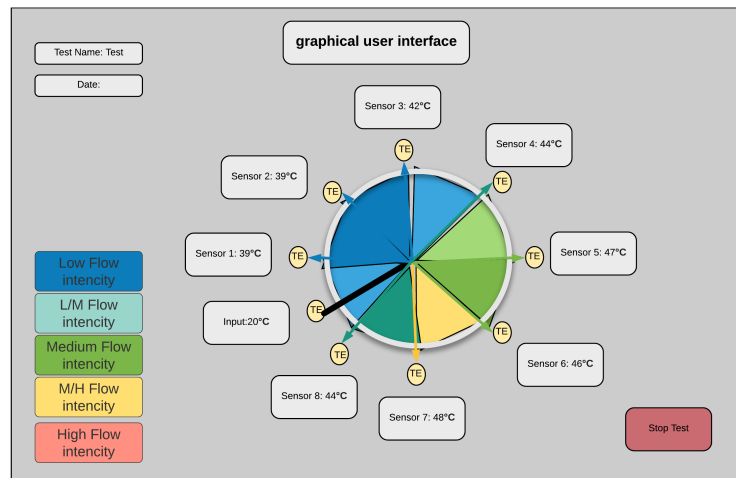 graphical user interface
Test Name: Test
Date:
Sensor 3: 42°C
Sensor 4: 44°C
TE
TE
Sensor 2: 39°C
TE
Sensor 1: 39°C
TE
TE
Sensor 5: 47°C
Low Flow
intencity
L/M Flow
intencity
Medium Flow
intencity
M/H Flow
intencity
High Flow
intencity
Input:20°C
TE
TE
TE
TE
Sensor 6: 46°C
Sensor 8: 44°C
Sensor 7: 48°C
Stop Test